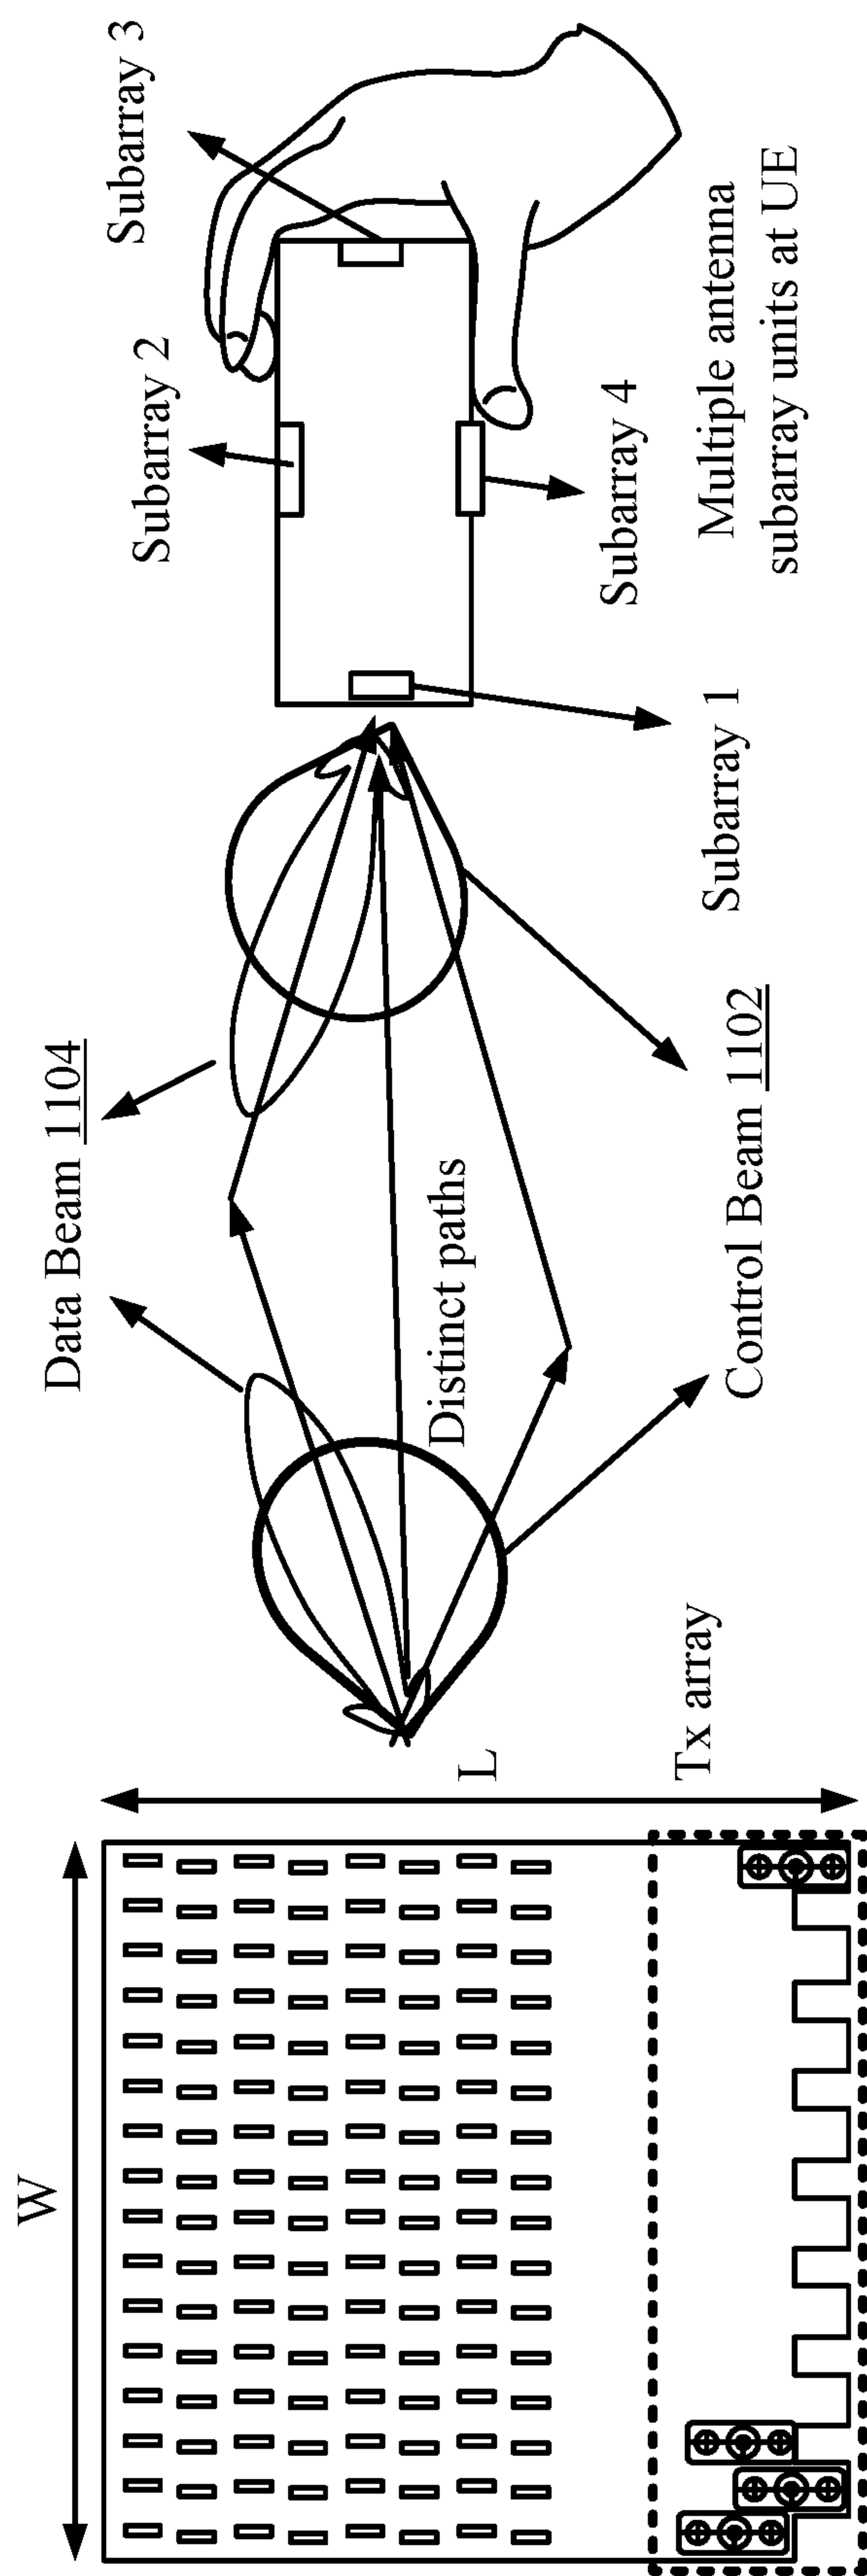 W
L
Tx array
Data Beam 1104
Distinct paths
Control Beam 1102
Subarray 1
Subarray 2
Subarray 3
Subarray 4
Multiple antenna
subarray units at UE